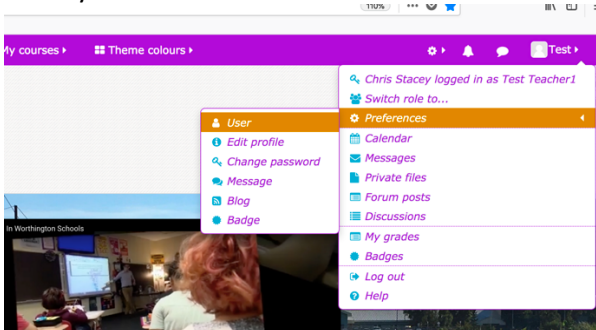 110%
My courses
Theme colours
Test
Chris Stacey logged in as Test Teacher1
Switch role to...
Preferences
Calendar
Messages
Private files
Forum posts
Discussions
My grades
Badges
Log out
Help
User
Edit profile
Change password
Message
Blog
Badge
In Worthington Schools